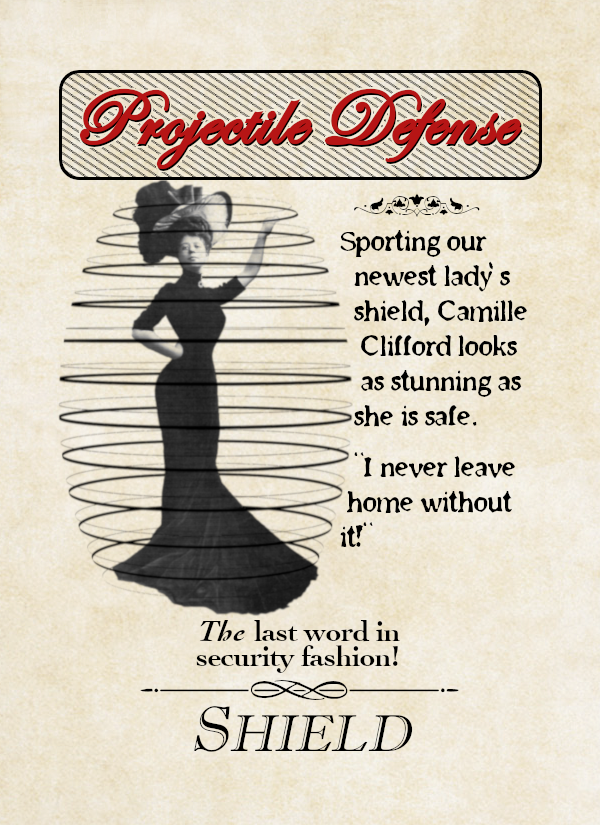 Projectile Defense
Sporting our
newest lady's
shield, Camille
Clifford looks
as stunning as
she is safe.
"I never leave
home without
it!"
The last word in
security fashion!
SHIELD